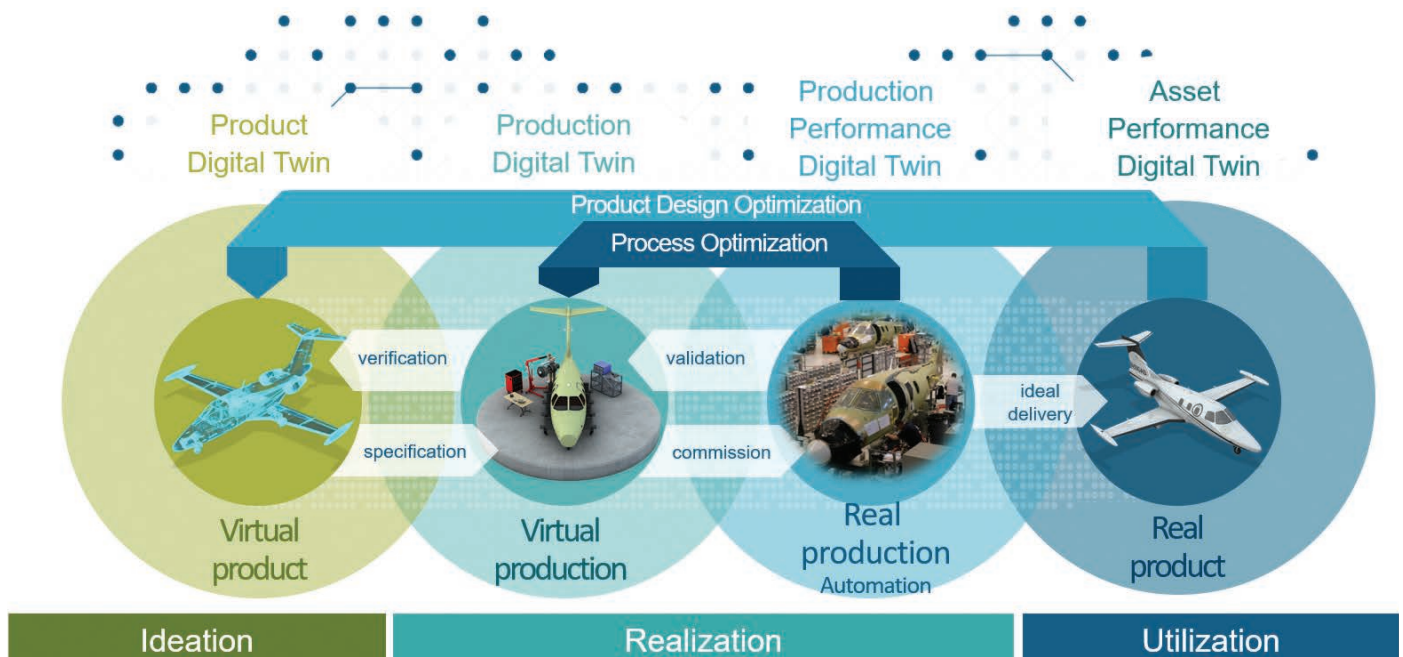 Product
Digital Twin
Production
Digital Twin
Production
Performance
Digital Twin
Asset
Performance
Digital Twin
Product Design Optimization
Process Optimization
verification
validation
ideal
delivery
specification
commission
Virtual
product
Virtual
production
Real
production
Automation
Real
product
Ideation
Realization
Utilization